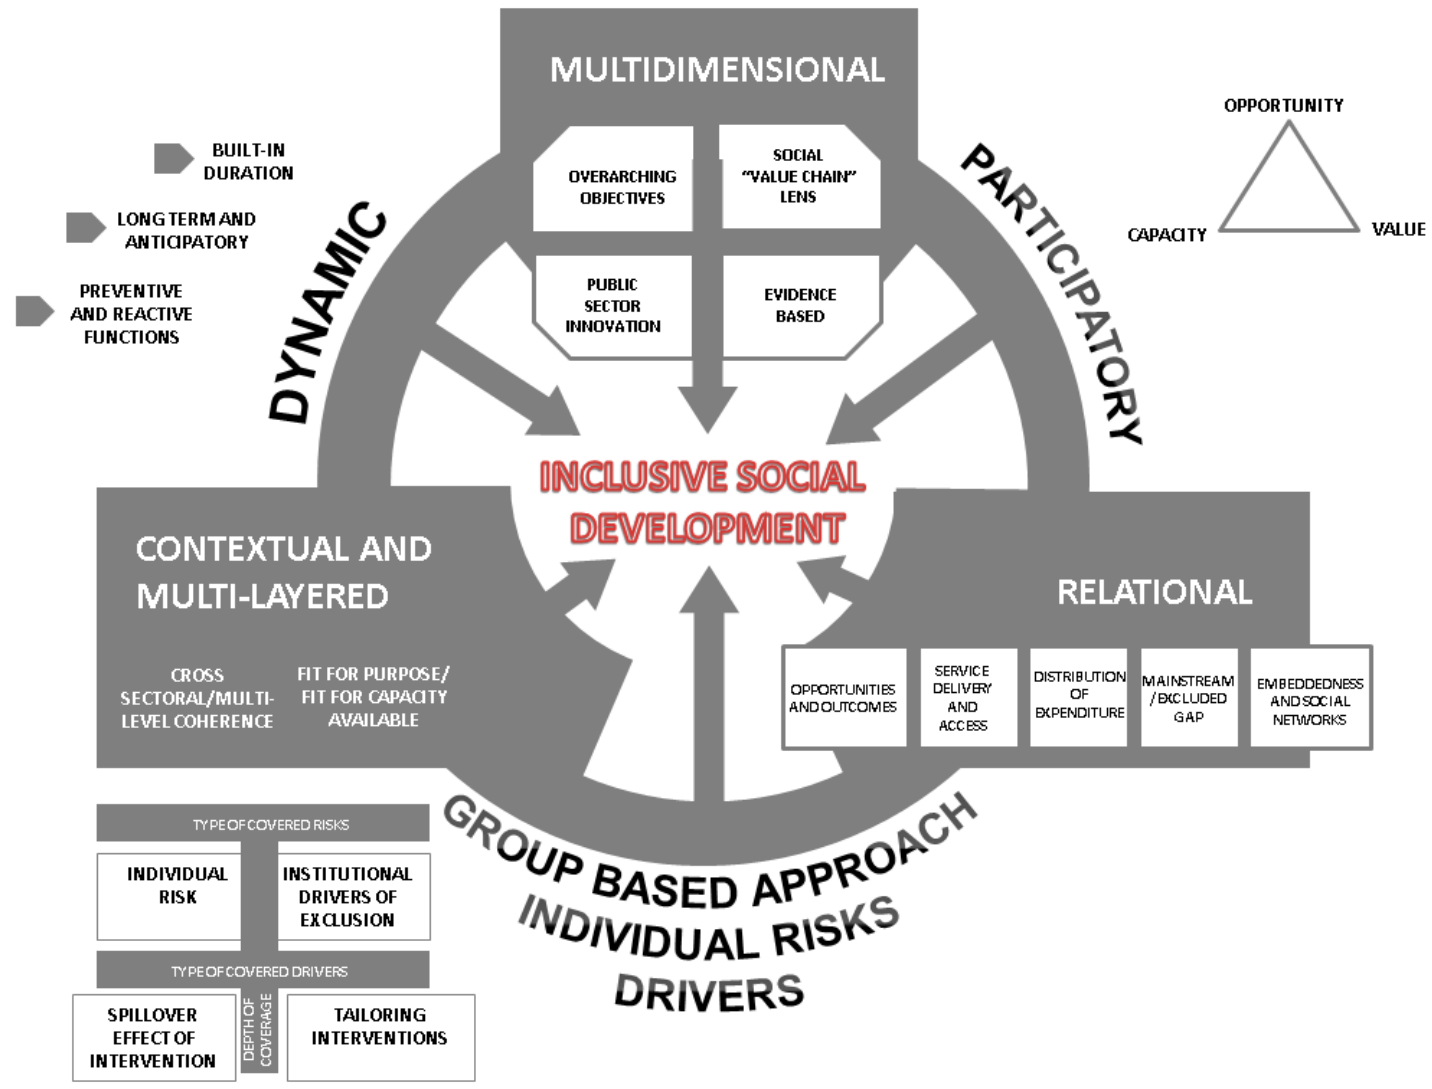 MULTIDIMENSIONAL
OVERARCHING
OBJECTIVES
SOCIAL
“VALUE CHAIN”
LENS
PUBLIC
SECTOR
INNOVATION
EVIDENCE
BASED
BUILT-IN
DURATION
LONG TERM AND
ANTICIPATORY
PREVENTIVE
AND REACTIVE
FUNCTIONS
DYNAMIC
PARTICIPATORY
OPPORTUNITY
CAPACITY
VALUE
INCLUSIVE SOCIAL
DEVELOPMENT
CONTEXTUAL AND
MULTI-LAYERED
CROSS
SECTORAL/MULTI-
LEVEL COHERENCE
FIT FOR PURPOSE/
FIT FOR CAPACITY
AVAILABLE
RELATIONAL
OPPORTUNITIES
AND OUTCOMES
SERVICE
DELIVERY
AND
ACCESS
DISTRIBUTION
OF
EXPENDITURE
MAINSTREAM
/EXCLUDED
GAP
EMBEDDEDNESS
AND SOCIAL
NETWORKS
GROUP BASED APPROACH
INDIVIDUAL RISKS
DRIVERS
TYPE OF COVERED RISKS
INDIVIDUAL
RISK
INSTITUTIONAL
DRIVERS OF
EXCLUSION
TYPE OF COVERED DRIVERS
SPILLOVER
EFFECT OF
INTERVENTION
DEPTH OF
COVERAGE
TAILORING
INTERVENTIONS